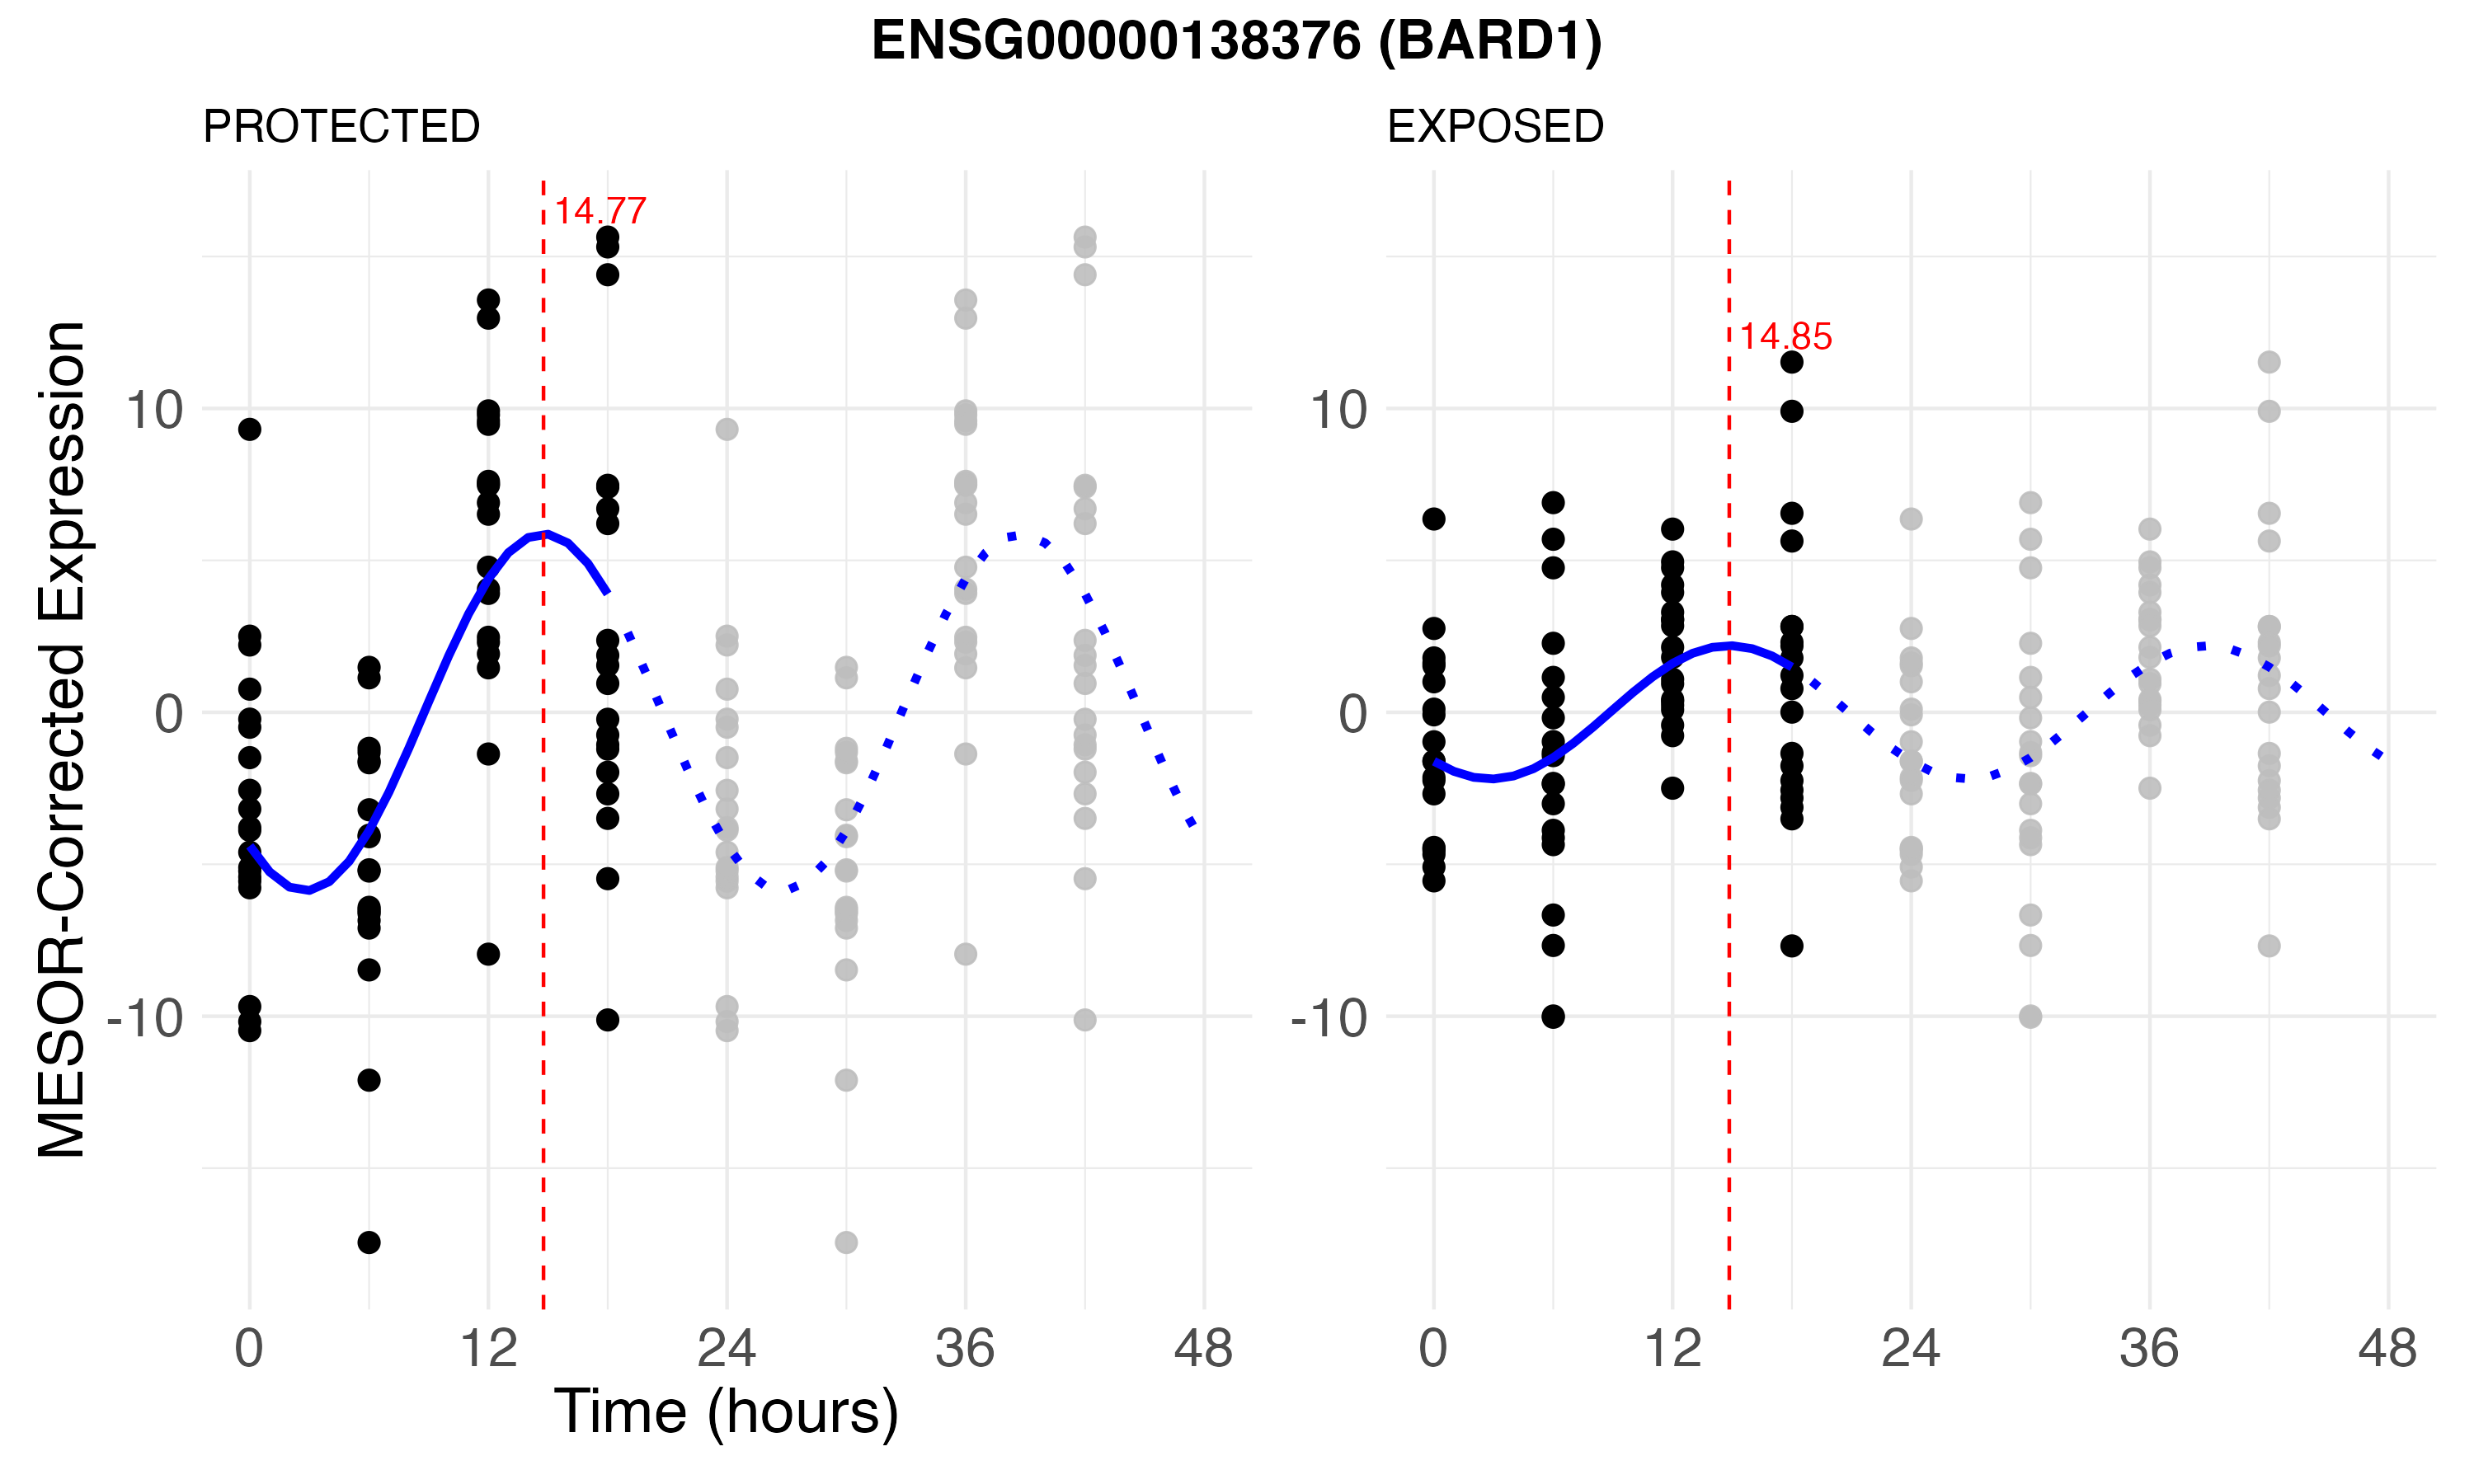 ENSG00000138376 (BARD1)
PROTECTED
EXPOSED
MESOR-Corrected Expression
14.77
14.85
10
0
-10
10
0
-10
0 12 24 36 48
0 12 24 36 48
Time (hours)